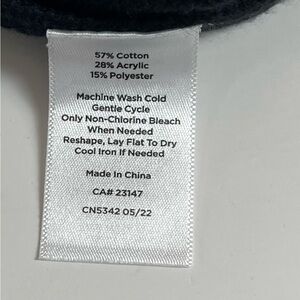 57% Cotton
28% Acrylic
15% Polyester
Machine Wash Cold
Gentle Cycle
Only Non-Chlorine Bleach
When Needed
Reshape, Lay Flat To Dry
Cool Iron If Needed
Made In China
CA# 23147
CN5342 05/22